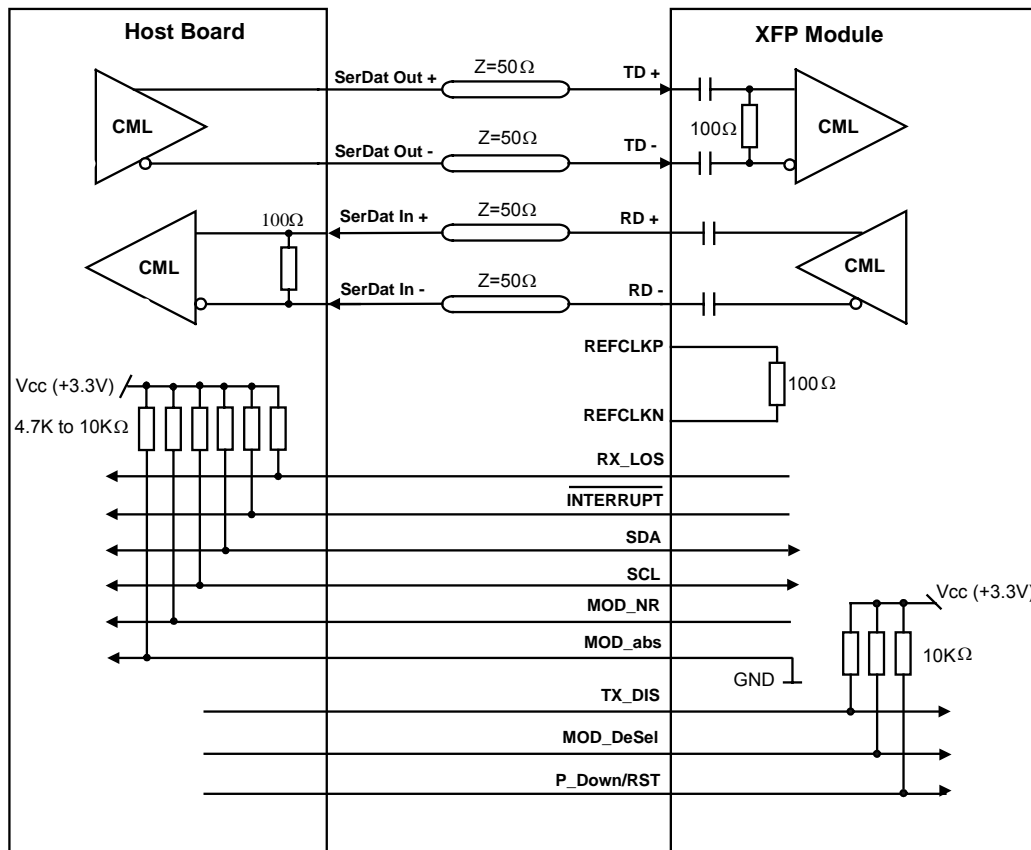 Host Board
XFP Module
SerDat Out +
Z=50Ω
TD +
CML
100Ω
CML
SerDat Out -
Z=50Ω
TD -
100Ω
SerDat In +
Z=50Ω
RD +
CML
CML
SerDat In -
Z=50Ω
RD -
REFCLKP
100Ω
REFCLKN
Vcc (+3.3V)
4.7K to 10KΩ
RX_LOS
INTERRUPT
SDA
SCL
MOD_NR
Vcc (+3.3V)
MOD_abs
10KΩ
GND
TX_DIS
MOD_DeSel
P_Down/RST